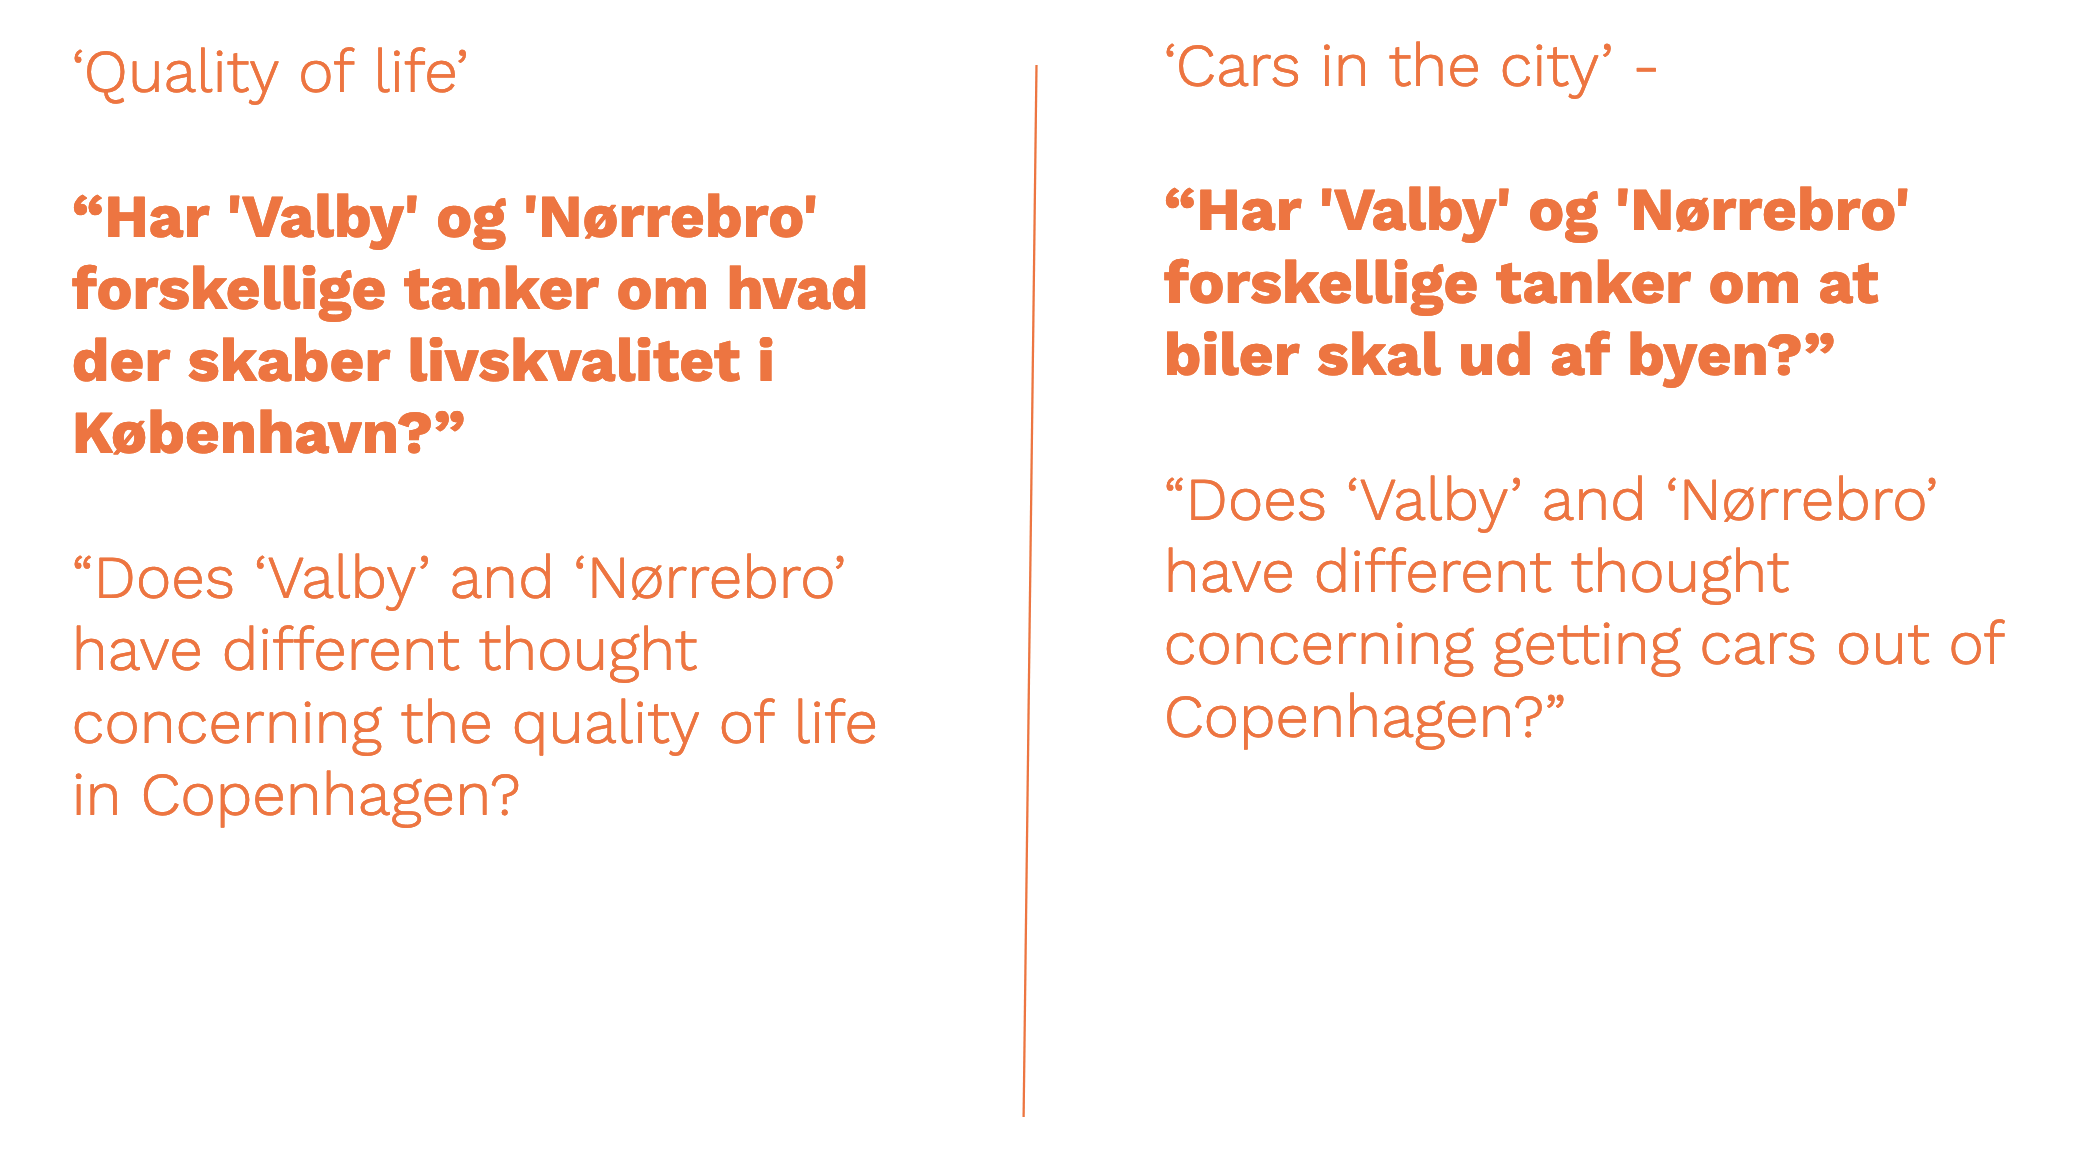 ‘Quality of life’
“Har 'Valby' og 'Nørrebro'
forskellige tanker om hvad
der skaber livskvalitet i
København?”
“Does ‘Valby’ and ‘Nørrebro’
have different thought
concerning the quality of life
in Copenhagen?
‘Cars in the city’ -
“Har 'Valby' og 'Nørrebro'
forskellige tanker om at
biler skal ud af byen?”
“Does ‘Valby’ and ‘Nørrebro’
have different thought
concerning getting cars out of
Copenhagen?”